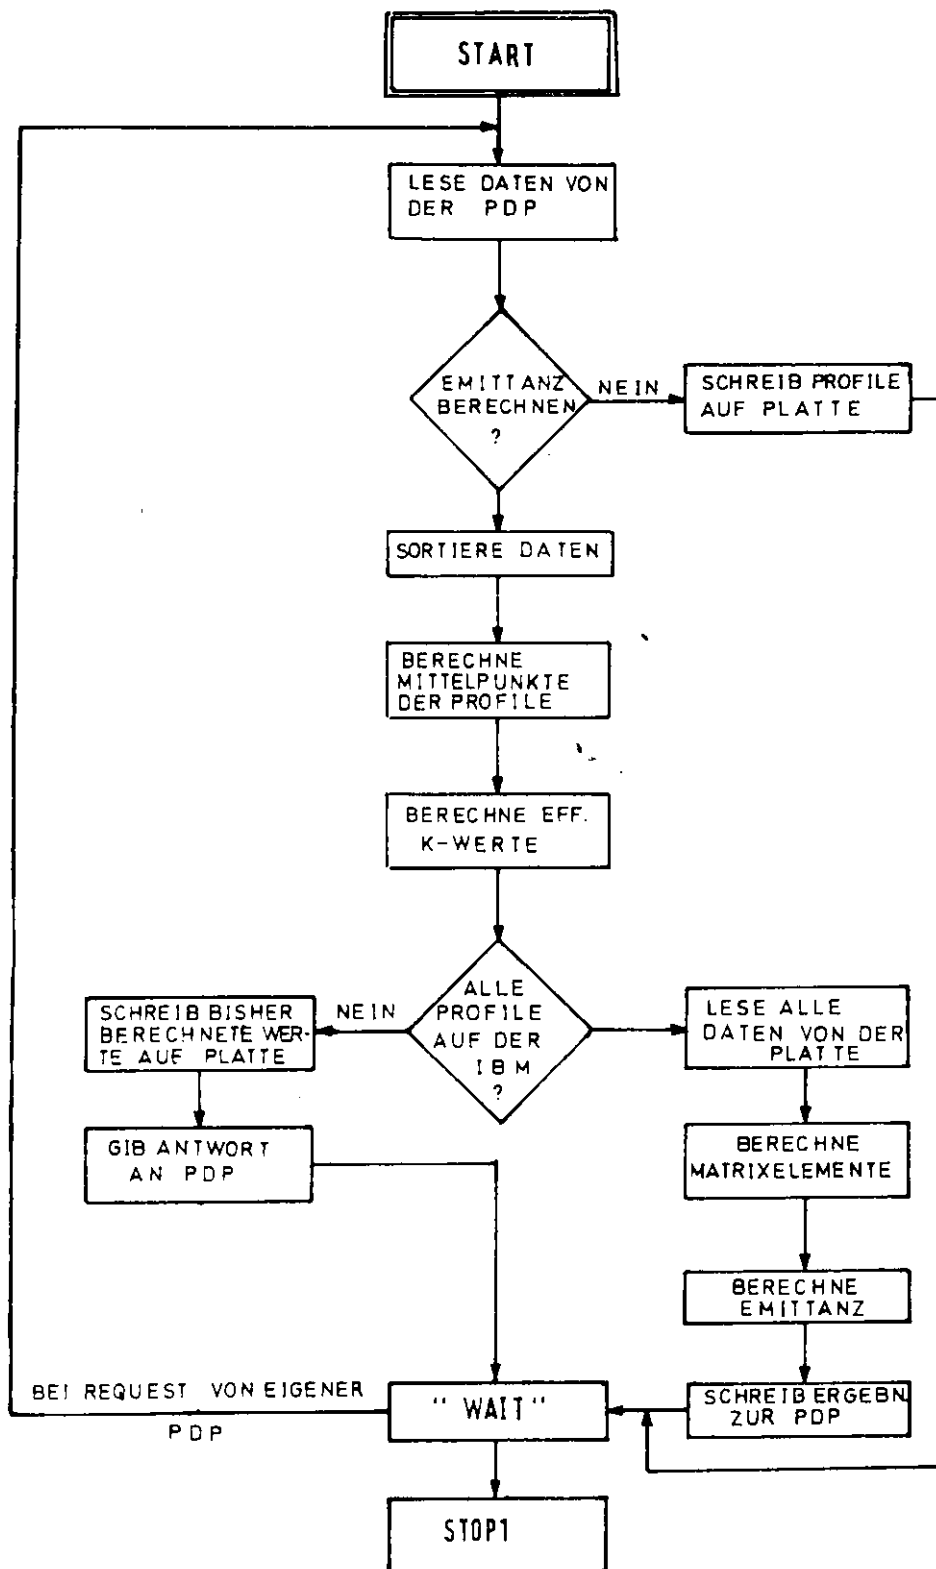 START
LESE DATEN VON
DER PDP
EMITTANZ
BERECHNEN
?
NEIN
SCHREIB PROFILE
AUF PLATTE
SORTIERE DATEN
BERECHNE
MITTELPUNKTE
DER PROFILE
BERECHNE EFF.
K-WERTE
ALLE
PROFILE
AUF DER
IBM
?
NEIN
SCHREIB BISHER
BERECHNETE WER-
TE AUF PLATTE
GIB ANTWORT
AN PDP
LESE ALLE
DATEN VON DER
PLATTE
BERECHNE
MATRIXELEMENTE
BERECHNE
EMITTANZ
SCHREIB ERGEBN.
ZUR PDP
"WAIT"
BEI REQUEST VON EIGENER
PDP
STOP1